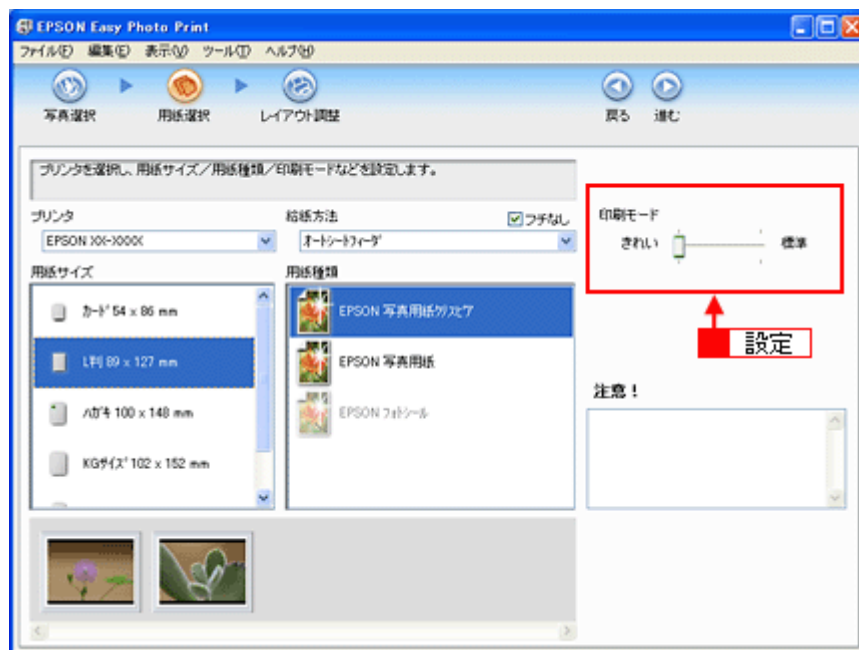 EPSON Easy Photo Print
ファイル(F) 編集(E) 表示(V) ツール(T) ヘルプ(H)
写真選択 用紙選択 レイアウト調整 戻る 進む
プリンタを選択し、用紙サイズ/用紙種類/印刷モードなどを設定します。
プリンタ 給紙方法 フチなし
EPSON XX-XXXX オートシートフィーダ
印刷モード
きれい 標準
用紙サイズ 用紙種類
カード 54 x 86 mm
L判 89 x 127 mm
ハガキ 100 x 148 mm
KGサイズ 102 x 152 mm
EPSON 写真用紙クリスピア
EPSON 写真用紙
EPSON フォトシール
設定
注意!